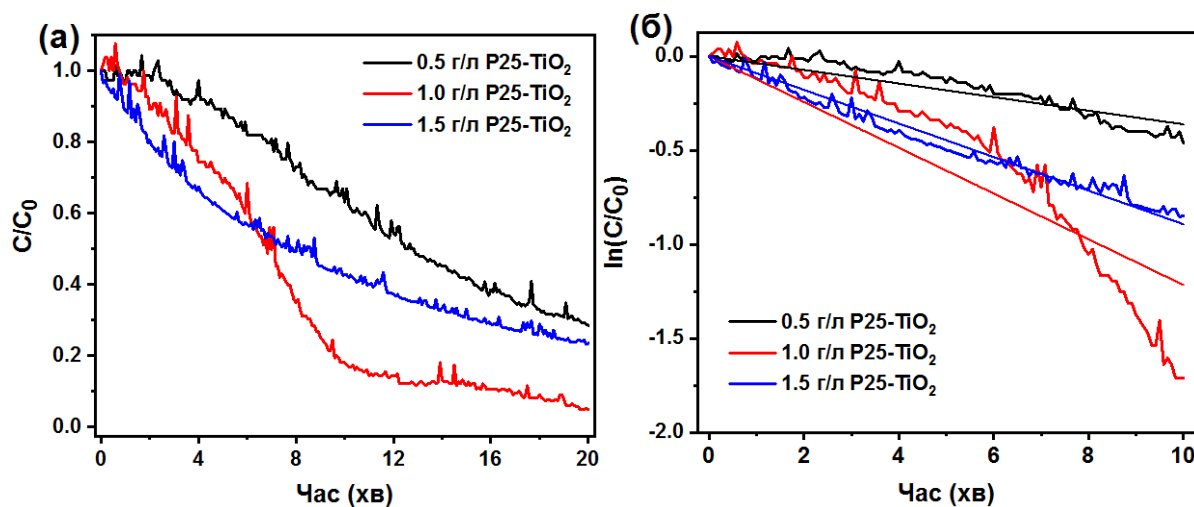 (а)
C/C₀
1.0
0.8
0.6
0.4
0.2
0.0
0 4 8 12 16 20
Час (хв)
0.5 г/л P25-TiO₂
1.0 г/л P25-TiO₂
1.5 г/л P25-TiO₂
(б)
ln(C/C₀)
0.0
-0.5
-1.0
-1.5
-2.0
0 2 4 6 8 10
Час (хв)
0.5 г/л P25-TiO₂
1.0 г/л P25-TiO₂
1.5 г/л P25-TiO₂